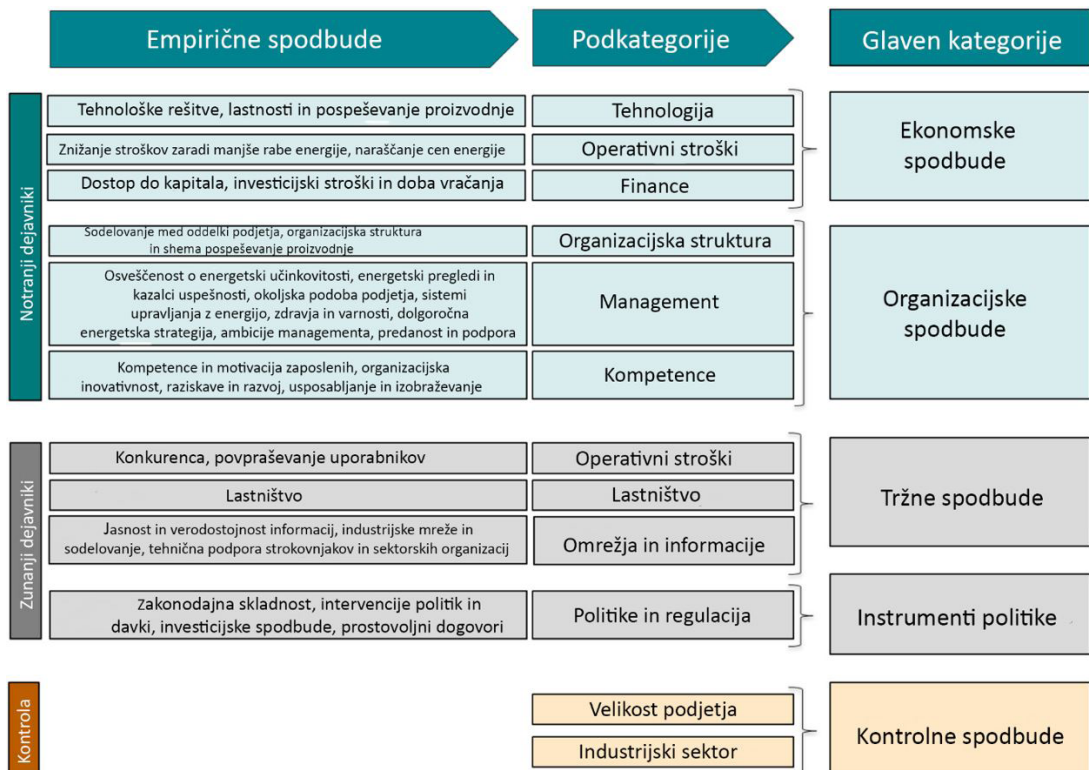 Empirične spodbude
Podkategorije
Glaven kategorije
Notranji dejavniki
Tehnološke rešitve, lastnosti in pospeševanje proizvodnje
Tehnologija
Znižanje stroškov zaradi manjše rabe energije, naraščanje cen energije
Operativni stroški
Dostop do kapitala, investicijski stroški in doba vračanja
Finance
Ekonomske
spodbude
Sodelovanje med oddelki podjetja, organizacijska struktura
in shema pospeševanje proizvodnje
Organizacijska struktura
Osveščenost o energetski učinkovitosti, energetski pregledi in
kazalci uspešnosti, okoljska podoba podjetja, sistemi
upravljanja z energijo, zdravja in varnosti, dolgoročna
energetska strategija, ambicije managementa, predanost in podpora
Management
Kompetence in motivacija zaposlenih, organizacijska
inovativnost, raziskave in razvoj, usposabljanje in izobraževanje
Kompetence
Organizacijske
spodbude
Zunanji dejavniki
Konkurenca, povpraševanje uporabnikov
Operativni stroški
Lastništvo
Lastništvo
Jasnost in verodostojnost informacij, industrijske mreže in
sodelovanje, tehnična podpora strokovnjakov in sektorskih organizacij
Omrežja in informacije
Tržne spodbude
Zakonodajna skladnost, intervencije politik in
davki, investicijske spodbude, prostovoljni dogovori
Politike in regulacija
Instrumenti politike
Kontrola
Velikost podjetja
Industrijski sektor
Kontrolne spodbude